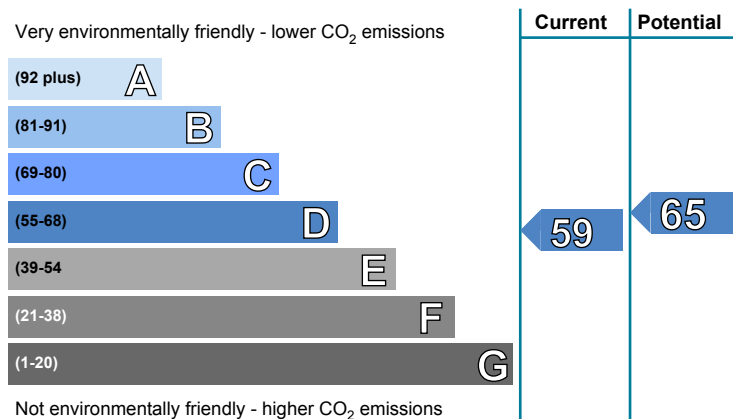 Very environmentally friendly - lower CO2 emissions
Current
Potential
(92 plus) A
(81-91) B
(69-80) C
(55-68) D
(39-54 E
(21-38) F
(1-20) G
59
65
Not environmentally friendly - higher CO2 emissions